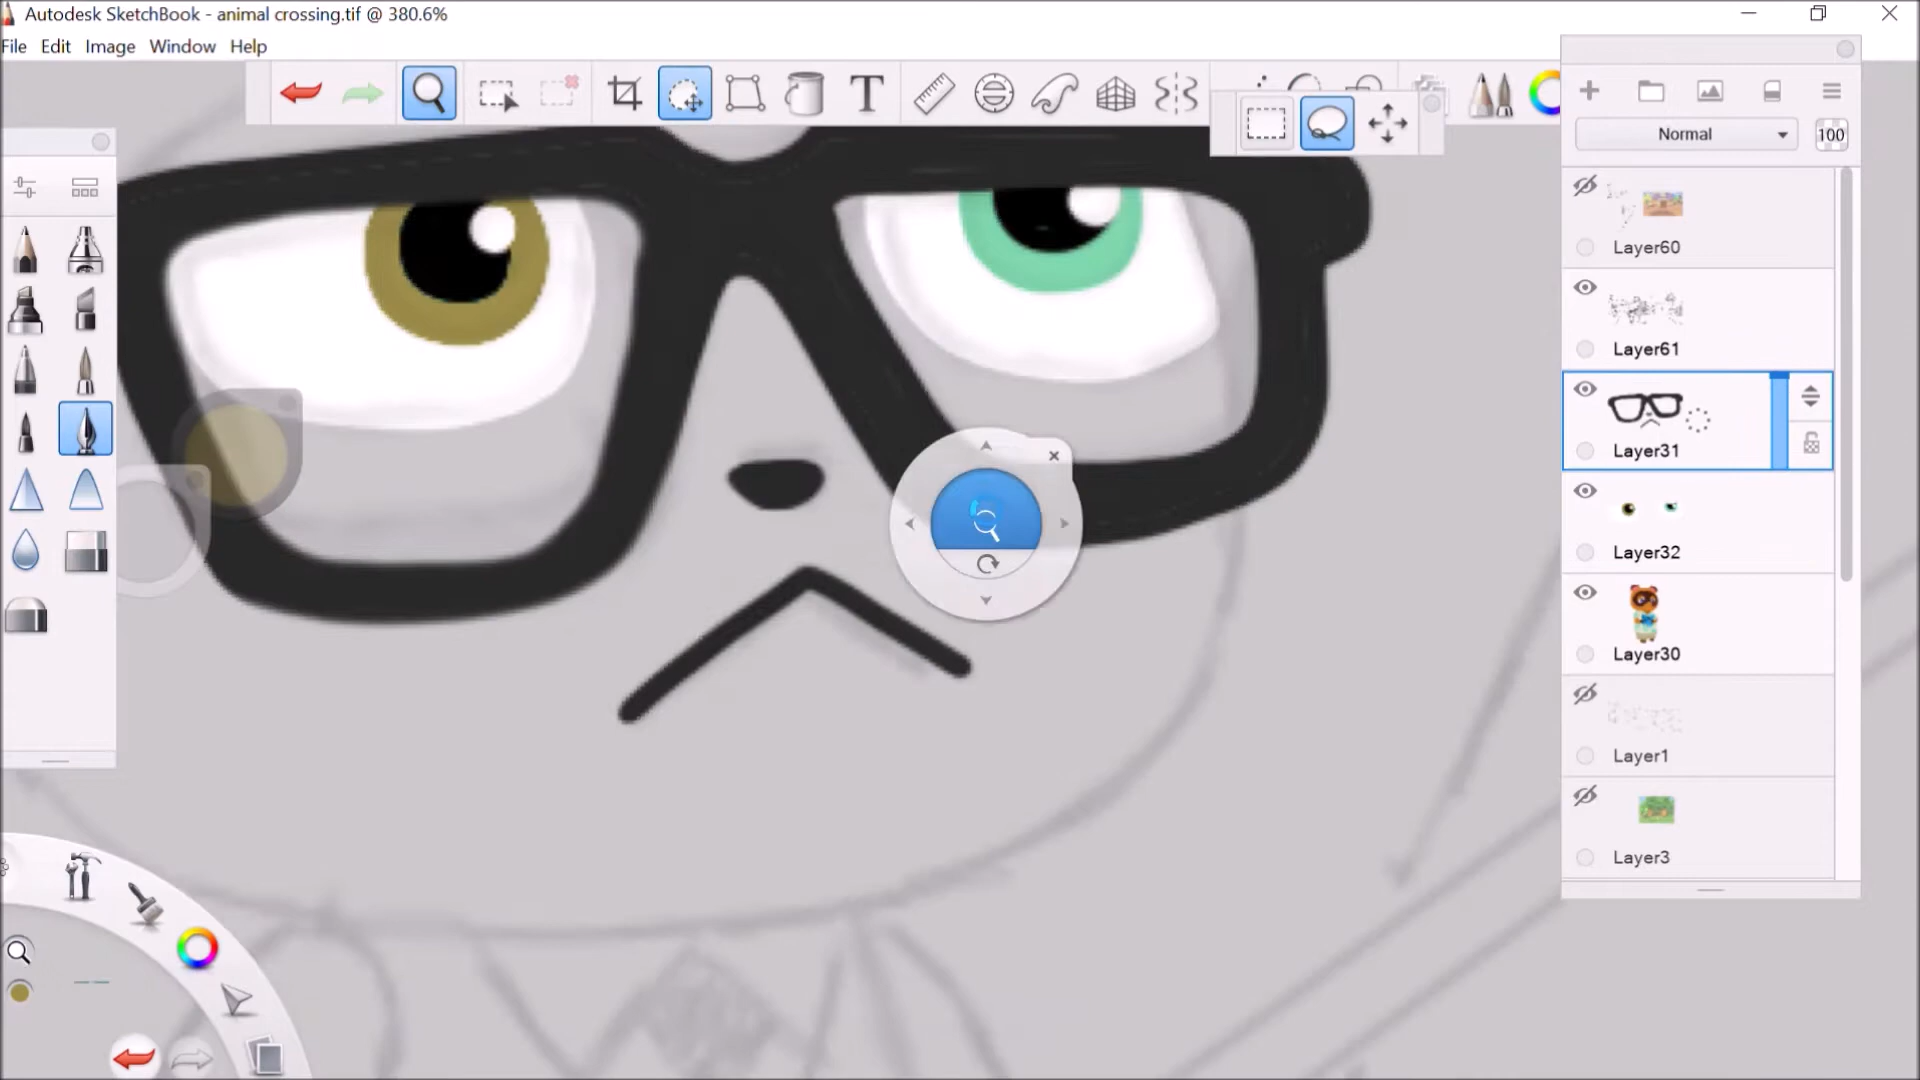 Autodesk SketchBook - animal crossing.tif @ 380.6%
File Edit Image Window Help
T
Normal 100
Layer60
Layer61
Layer31
Layer32
Layer30
Layer1
Layer3